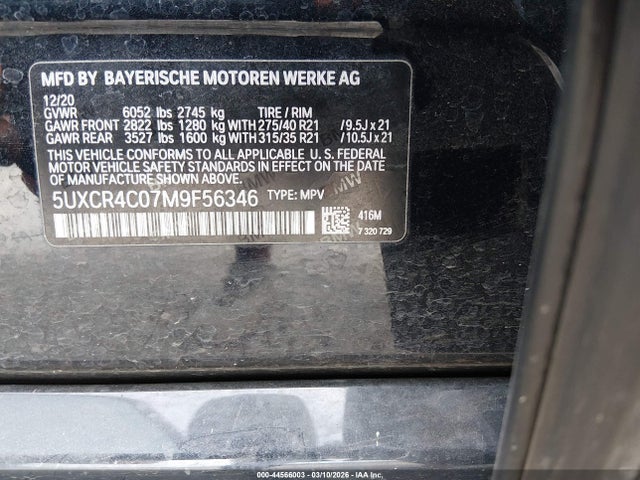 MFD BY BAYERISCHE MOTOREN WERKE AG
12/20
GVWR 6052 lbs 2745 kg TIRE / RIM
GAWR FRONT 2822 lbs 1280 kg WITH 275/40 R21 /9.5J x 21
GAWR REAR 3527 lbs 1600 kg WITH 315/35 R21 /10.5J x 21
THIS VEHICLE CONFORMS TO ALL APPLICABLE U. S. FEDERAL
MOTOR VEHICLE SAFETY STANDARDS IN EFFECT ON THE
DATE OF MANUFACTURE SHOWN ABOVE.
5UXCR4C07M9F56346 TYPE: MPV
416M
7 320 729
000-44566003 — 03/10/2026 — IAA Inc.